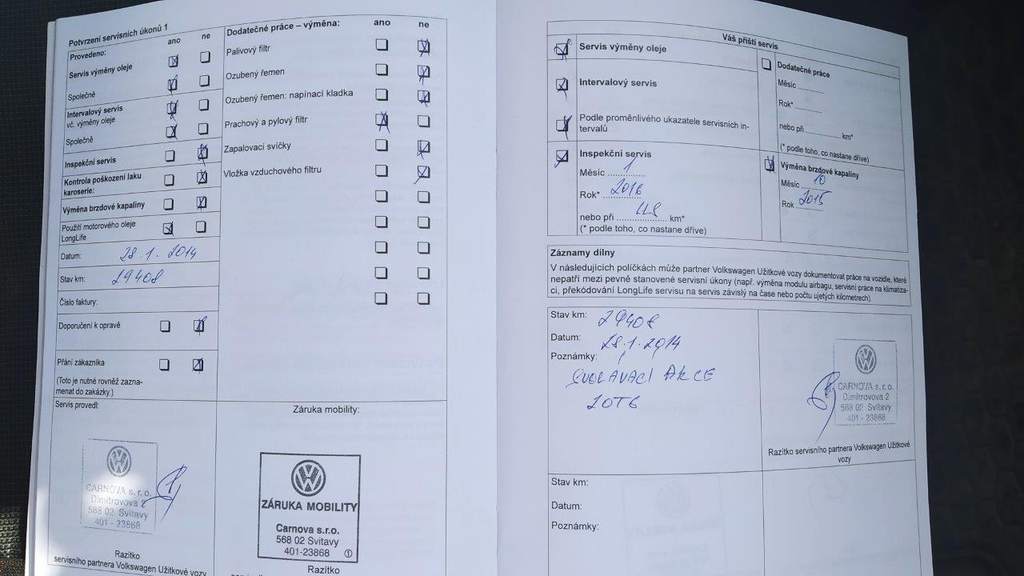 Potvrzení servisních úkonů 1
ano ne
Provedeno:
Servis výměny oleje
Společné
Intervalový servis
vč. výměny oleje
Společné
Inspekční servis
Kontrola poškození laku
karoserie:
Výměna brzdové kapaliny
Použití motorového oleje
LongLife
Datum: 28.1.2014
Stav km: 29408
Číslo faktury:
Doporučení k opravě
Přání zákazníka
(Toto je nutné rovněž zazna-
menat do zakázky.)
Servis provedl:
CARNOVA s.r.o.
Dimitrovova 2
568 02 Svitavy
401 - 23868
Razítko
servisního partnera Volkswagen Užitkové vozy
Dodatečné práce – výměna: ano ne
Palivový filtr
Ozubený řemen
Ozubený řemen: napínací kladka
Prachový a pylový filtr
Zapalovací svíčky
Vložka vzduchového filtru
Záruka mobility:
ZÁRUKA MOBILITY
Carnova s.r.o.
568 02 Svitavy
401-23868 ①
Razítko
Váš příští servis
Servis výměny oleje
Intervalový servis
Podle proměnlivého ukazatele servisních in-
tervalů
Inspekční servis
Měsíc 1
Rok* 2016
nebo při ............ km*
(* podle toho, co nastane dříve)
Dodatečné práce
Měsíc ........
Rok* ........
nebo při ............ km*
(* podle toho, co nastane dříve)
Výměna brzdové kapaliny
Měsíc 10
Rok 2015
Záznamy dílny
V následujících políčkách může partner Volkswagen Užitkové vozy dokumentovat práce na vozidle, které
nepatří mezi pevně stanovené servisní úkony (např. výměna modulu airbagu, servisní práce na klimatiza-
ci, překódování LongLife servisu na servis závislý na čase nebo počtu ujetých kilometrech).
Stav km: 29408
Datum: 28.1.2014
Poznámky:
SVOLÁVACÍ AKCE
20T6
CARNOVA s.r.o.
Dimitrovova 2
568 02 Svitavy
401 - 23868
Razítko servisního partnera Volkswagen Užitkové
vozy
Stav km:
Datum:
Poznámky: